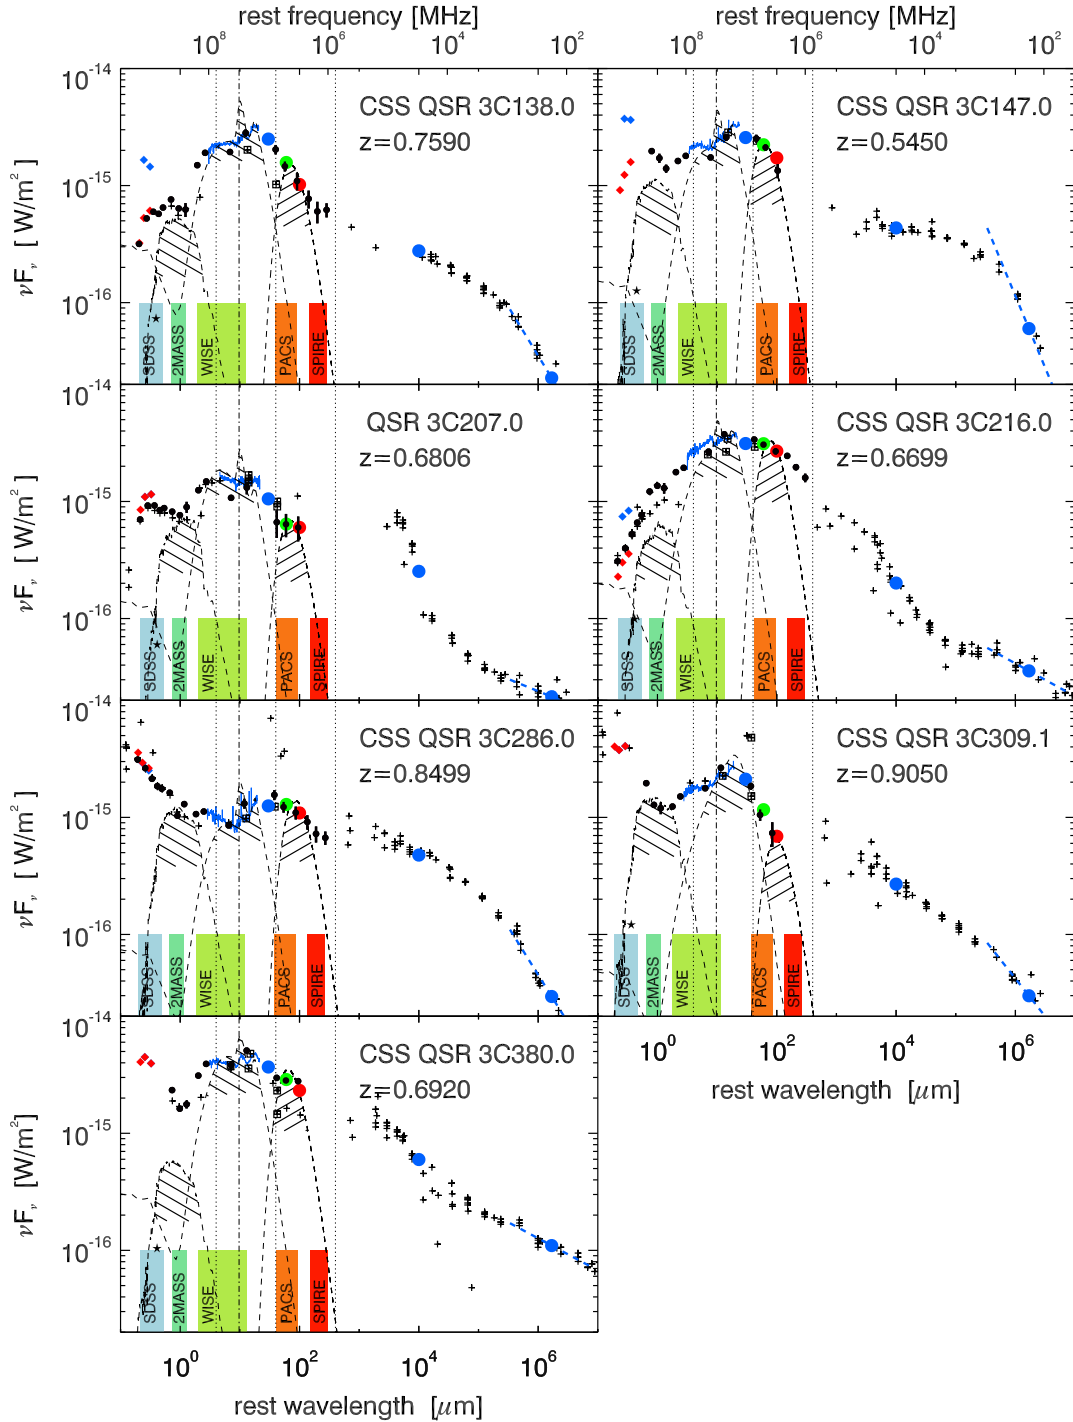 rest frequency [MHz]
rest frequency [MHz]
10^8 10^6 10^4 10^2
10^8 10^6 10^4 10^2
10^-14
νFν [ W/m²]
10^-15
10^-16
10^-14
CSS QSR 3C138.0
z=0.7590
SDSS
2MASS
WISE
PACS
SPIRE
CSS QSR 3C147.0
z=0.5450
SDSS
2MASS
WISE
PACS
SPIRE
νFν [ W/m²]
10^-15
10^-16
10^-14
QSR 3C207.0
z=0.6806
SDSS
2MASS
WISE
PACS
SPIRE
CSS QSR 3C216.0
z=0.6699
SDSS
2MASS
WISE
PACS
SPIRE
νFν [ W/m²]
10^-14
10^-15
10^-16
10^-14
CSS QSR 3C286.0
z=0.8499
SDSS
2MASS
WISE
PACS
SPIRE
CSS QSR 3C309.1
z=0.9050
SDSS
2MASS
WISE
PACS
SPIRE
10^0 10^2 10^4 10^6
rest wavelength [μm]
νFν [W/m²]
10^-15
10^-16
CSS QSR 3C380.0
z=0.6920
SDSS
2MASS
WISE
PACS
SPIRE
10^0 10^2 10^4 10^6
rest wavelength [μm]